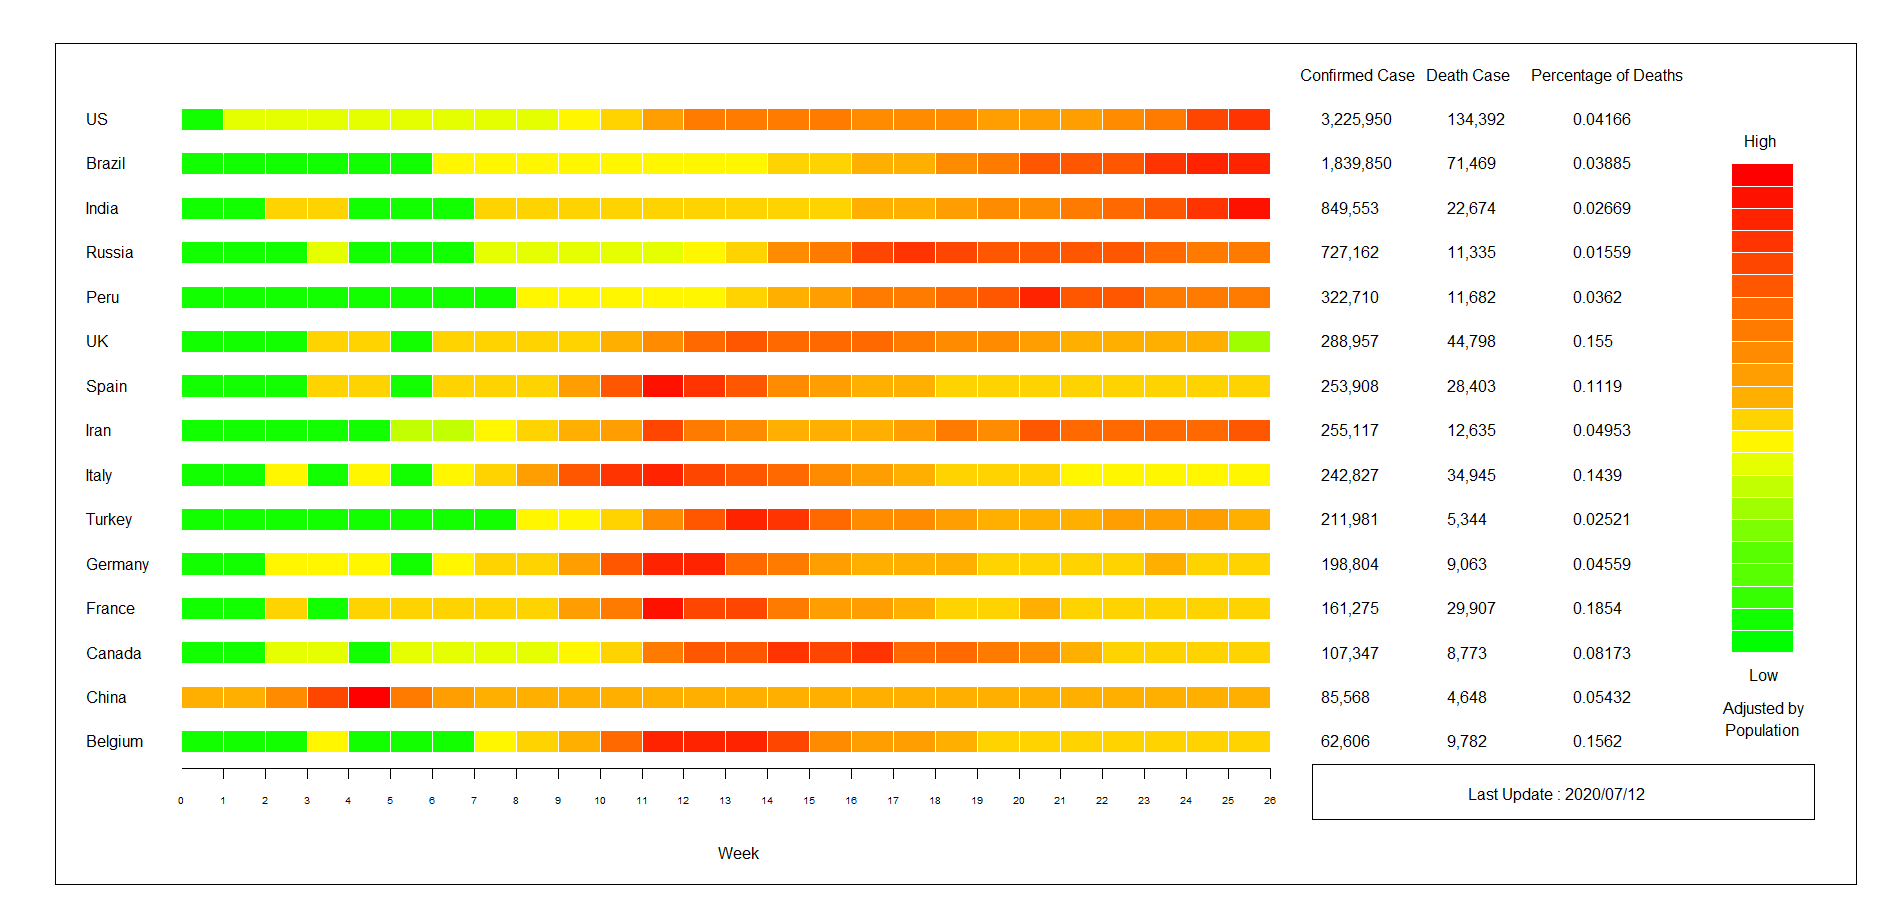 Confirmed Case Death Case Percentage of Deaths
US 3,225,950 134,392 0.04166
High
Brazil 1,839,850 71,469 0.03885
India 849,553 22,674 0.02669
Russia 727,162 11,335 0.01559
Peru 322,710 11,682 0.0362
UK 288,957 44,798 0.155
Spain 253,908 28,403 0.1119
Iran 255,117 12,635 0.04953
Italy 242,827 34,945 0.1439
Turkey 211,981 5,344 0.02521
Germany 198,804 9,063 0.04559
France 161,275 29,907 0.1854
Canada 107,347 8,773 0.08173
Low
China 85,568 4,648 0.05432
Adjusted by
Population
Belgium 62,606 9,782 0.1562
0 1 2 3 4 5 6 7 8 9 10 11 12 13 14 15 16 17 18 19 20 21 22 23 24 25 26
Last Update : 2020/07/12
Week